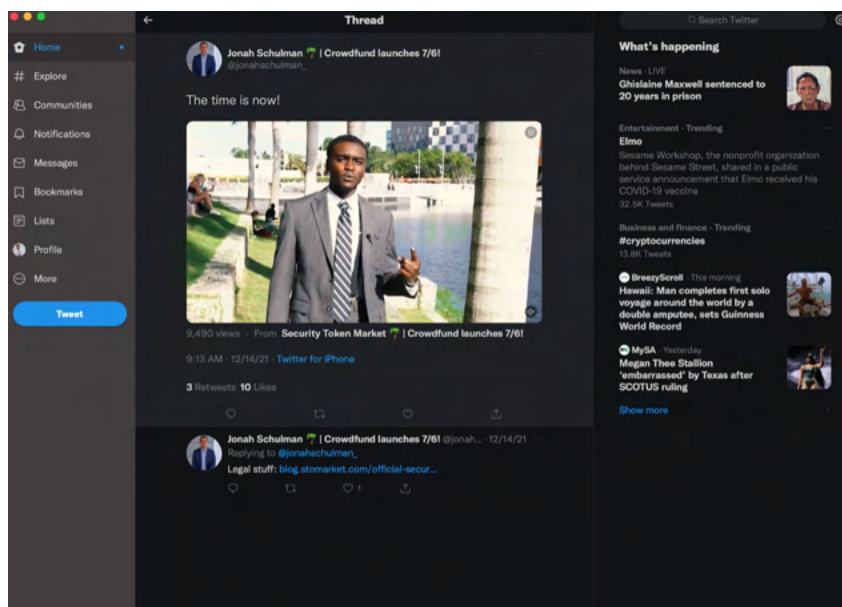 Home
Explore
Communities
Notifications
Messages
Bookmarks
Lists
Profile
More
Tweet
Thread
Jonah Schulman 🌴 | Crowdfund launches 7/6!
@jonahschulman_
The time is now!
9,490 views · From Security Token Market 🌴 | Crowdfund launches 7/6!
9:13 AM · 12/14/21 · Twitter for iPhone
3 Retweets 10 Likes
Jonah Schulman 🌴 | Crowdfund launches 7/6! @jonah... · 12/14/21
Replying to @jonahschulman_
Legal stuff: blog.stomarket.com/official-secur...
1
Search Twitter
What's happening
News · LIVE
Ghislaine Maxwell sentenced to
20 years in prison
Entertainment · Trending
Elmo
Sesame Workshop, the nonprofit organization
behind Sesame Street, shared in a public
service announcement that Elmo received his
COVID-19 vaccine
32.5K Tweets
Business and finance · Trending
#cryptocurrencies
13.8K Tweets
BreezyScroll · This morning
Hawaii: Man completes first solo
voyage around the world by a
double amputee, sets Guinness
World Record
MySA · Yesterday
Megan Thee Stallion
'embarrassed' by Texas after
SCOTUS ruling
Show more